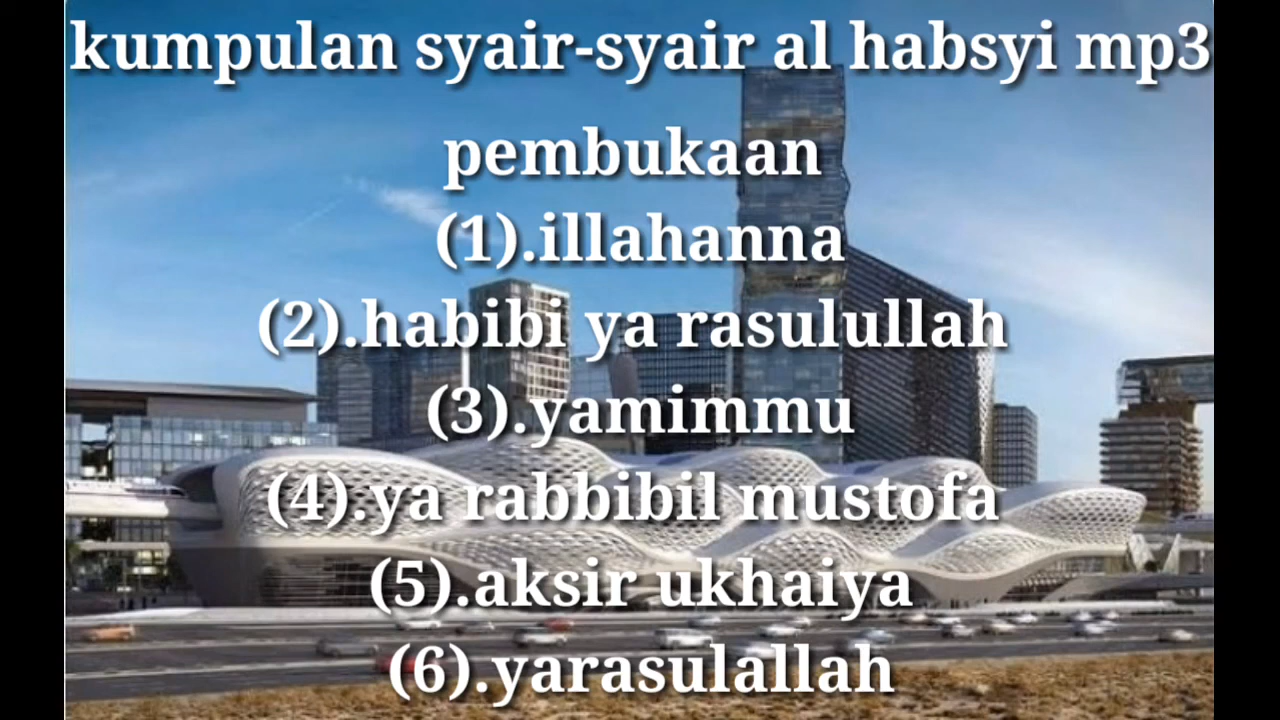 kumpulan syair-syair al habsyi mp3
pembukaan
(1).illahanna
(2).habibi ya rasulullah
(3).yamimmu
(4).ya rabbibil mustofa
(5).aksir ukhaiya
(6).yarasulallah